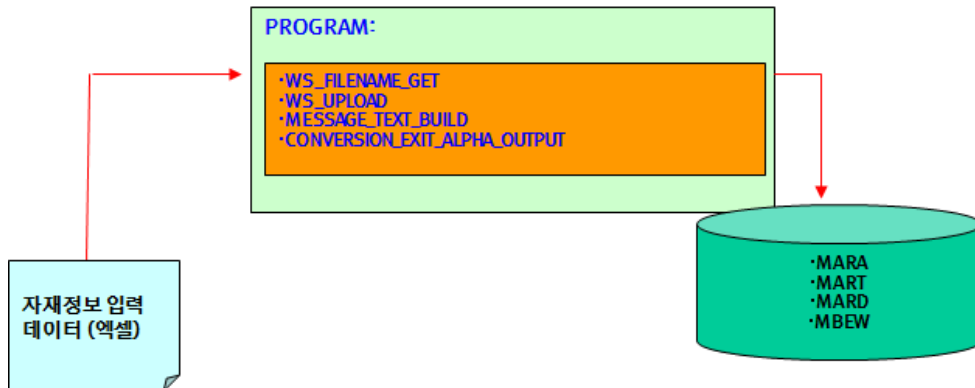 PROGRAM:
·WS_FILENAME_GET
·WS_UPLOAD
·MESSAGE_TEXT_BUILD
·CONVERSION_EXIT_ALPHA_OUTPUT
자재정보 입력
데이터 (엑셀)
·MARA
·MART
·MARD
·MBEW